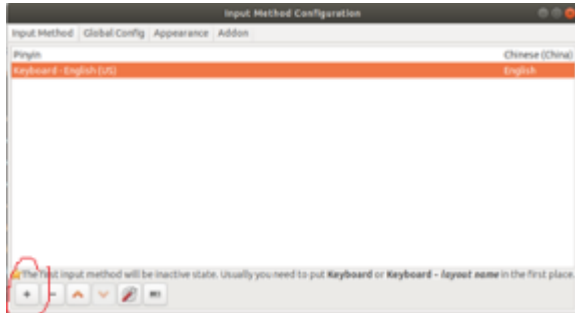 Input Method Configuration
Input Method Global Config Appearance Addon
Pinyin Chinese (China)
Keyboard - English (US) English
The first input method will be inactive state. Usually you need to put Keyboard or Keyboard - layout name in the first place.